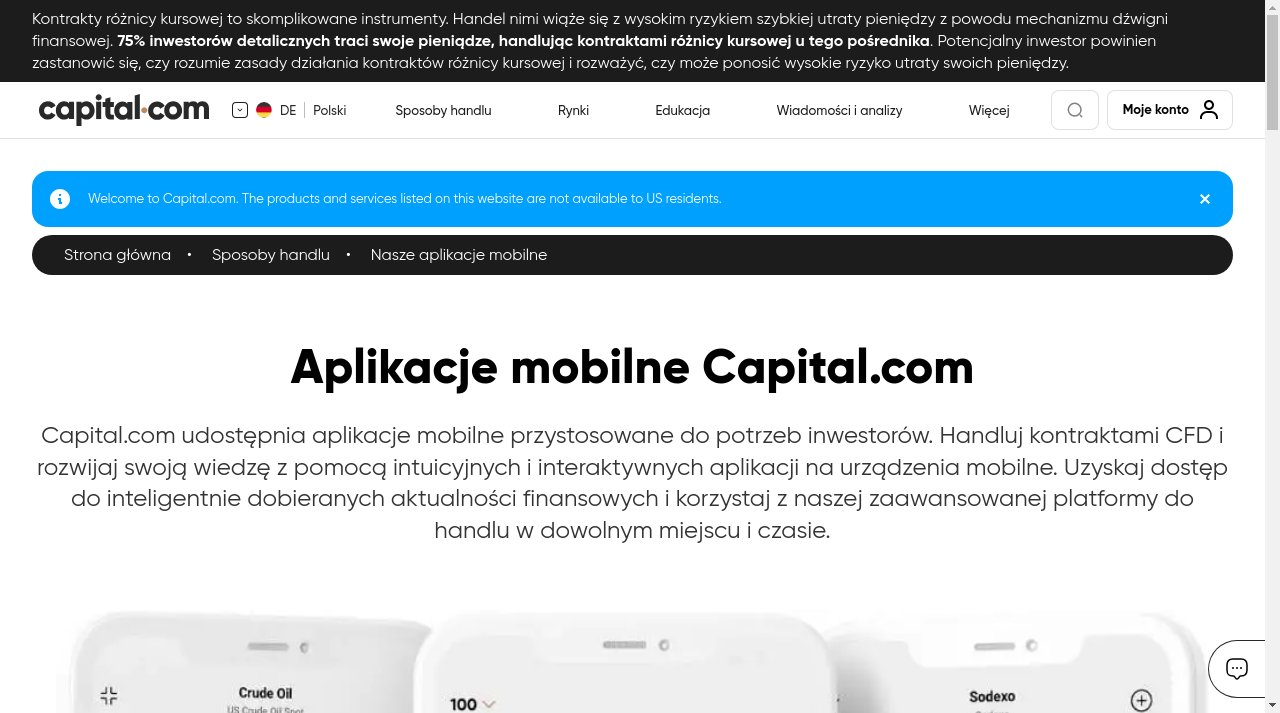 Kontrakty różnicy kursowej to skomplikowane instrumenty. Handel nimi wiąże się z wysokim ryzykiem szybkiej utraty pieniędzy z powodu mechanizmu dźwigni
finansowej. 75% inwestorów detalicznych traci swoje pieniądze, handlując kontraktami różnicy kursowej u tego pośrednika. Potencjalny inwestor powinien
zastanowić się, czy rozumie zasady działania kontraktów różnicy kursowej i rozważyć, czy może ponosić wysokie ryzyko utraty swoich pieniędzy.
capital.com DE Polski Sposoby handlu Rynki Edukacja Wiadomości i analizy Więcej Moje konto
Welcome to Capital.com. The products and services listed on this website are not available to US residents.
Strona główna • Sposoby handlu • Nasze aplikacje mobilne
Aplikacje mobilne Capital.com
Capital.com udostępnia aplikacje mobilne przystosowane do potrzeb inwestorów. Handluj kontraktami CFD i
rozwijaj swoją wiedzę z pomocą intuicyjnych i interaktywnych aplikacji na urządzenia mobilne. Uzyskaj dostęp
do inteligentnie dobieranych aktualności finansowych i korzystaj z naszej zaawansowanej platformy do
handlu w dowolnym miejscu i czasie.
Crude Oil
US Crude Oil Spot
100
Sodexo